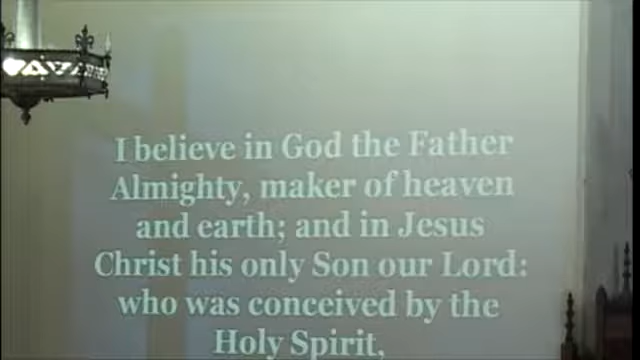 I believe in God the Father
Almighty, maker of heaven
and earth; and in Jesus
Christ his only Son our Lord:
who was conceived by the
Holy Spirit,